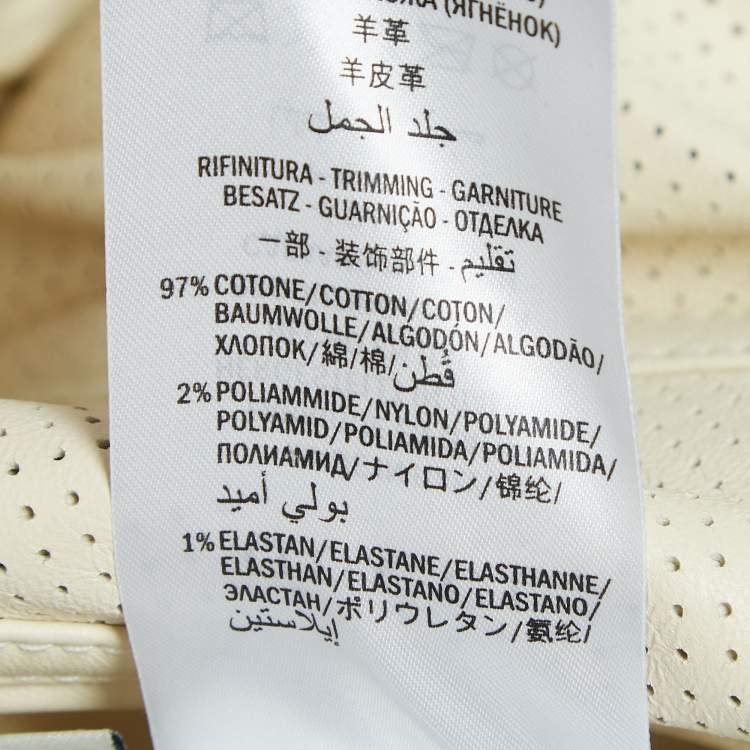 (ЯГНЁНОК)
羊革
羊皮革
جلد الجمل
RIFINITURA - TRIMMING - GARNITURE
BESATZ - GUARNIÇÃO - ОТДЕЛКА
一部 - 装饰部件 - تقليم
97% COTONE/COTTON/COTON/
BAUMWOLLE/ALGODÓN/ALGODÃO/
ХЛОПОК/綿/棉/قُطن
2% POLIAMMIDE/NYLON/POLYAMIDE/
POLYAMID/POLIAMIDA/POLIAMIDA/
ПОЛИАМИД/ナイロン/锦纶/
بولي أميد
1% ELASTAN/ELASTANE/ELASTHANNE/
ELASTHAN/ELASTANO/ELASTANO/
ЭЛАСТАН/ポリウレタン/氨纶/
إيلاستين